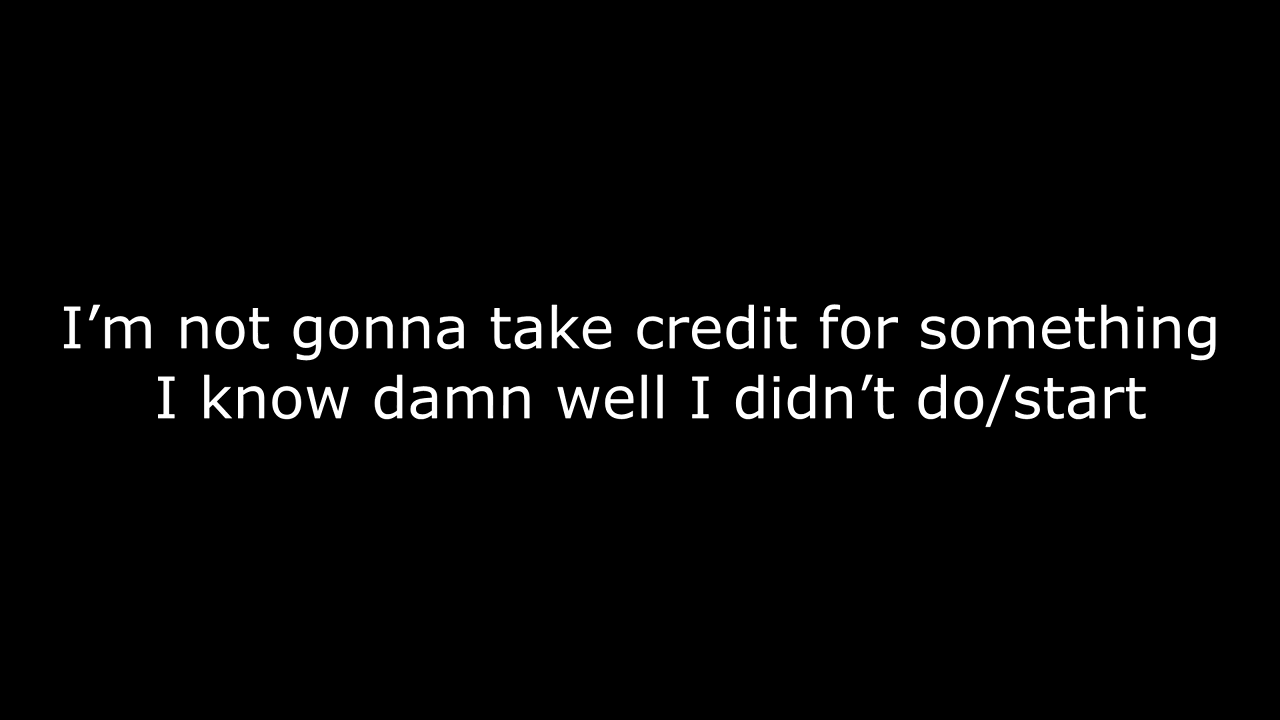 I’m not gonna take credit for something
I know damn well I didn’t do/start